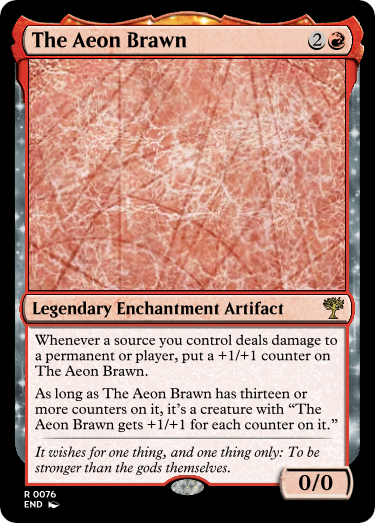 The Aeon Brawn 2
Legendary Enchantment Artifact
Whenever a source you control deals damage to
a permanent or player, put a +1/+1 counter on
The Aeon Brawn.
As long as The Aeon Brawn has thirteen or
more counters on it, it's a creature with “The
Aeon Brawn gets +1/+1 for each counter on it.”
It wishes for one thing, and one thing only: To be
stronger than the gods themselves.
0/0
R 0076
END